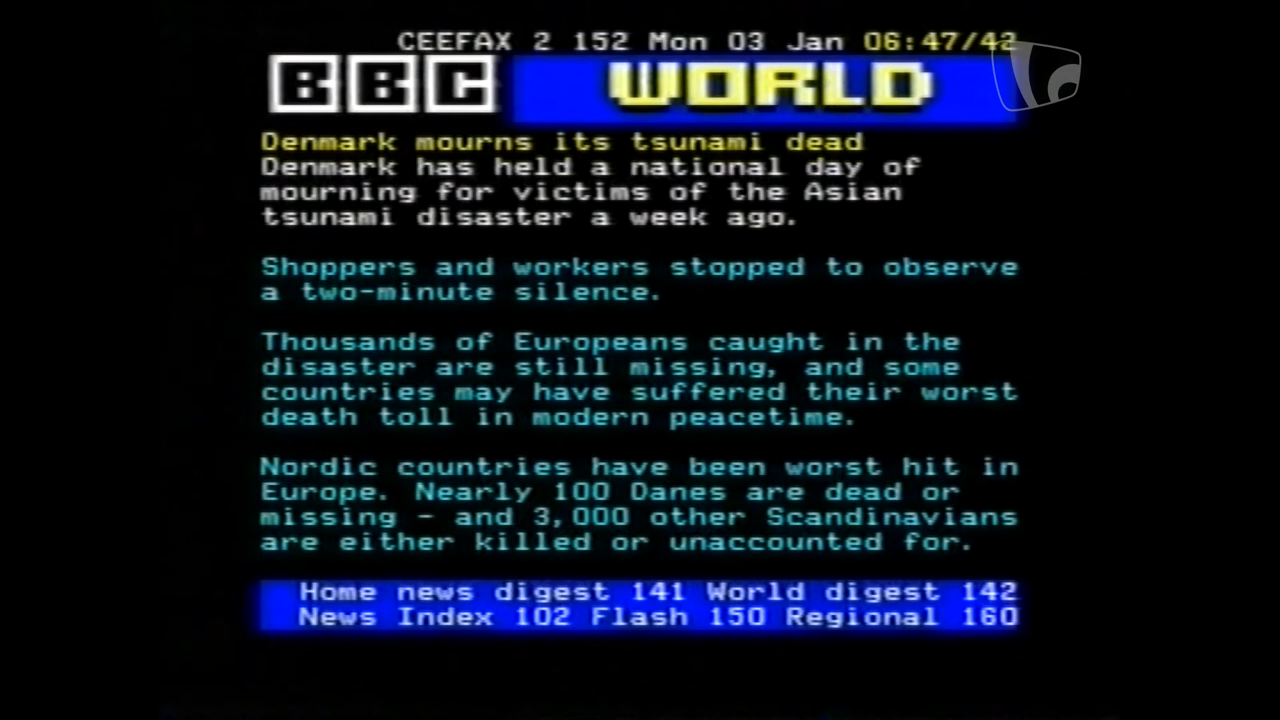 CEEFAX 2 152 Mon 03 Jan 06:47/42
BBC WORLD
Denmark mourns its tsunami dead
Denmark has held a national day of
mourning for victims of the Asian
tsunami disaster a week ago.
Shoppers and workers stopped to observe
a two-minute silence.
Thousands of Europeans caught in the
disaster are still missing, and some
countries may have suffered their worst
death toll in modern peacetime.
Nordic countries have been worst hit in
Europe. Nearly 100 Danes are dead or
missing - and 3,000 other Scandinavians
are either killed or unaccounted for.
Home news digest 141 World digest 142
News Index 102 Flash 150 Regional 160